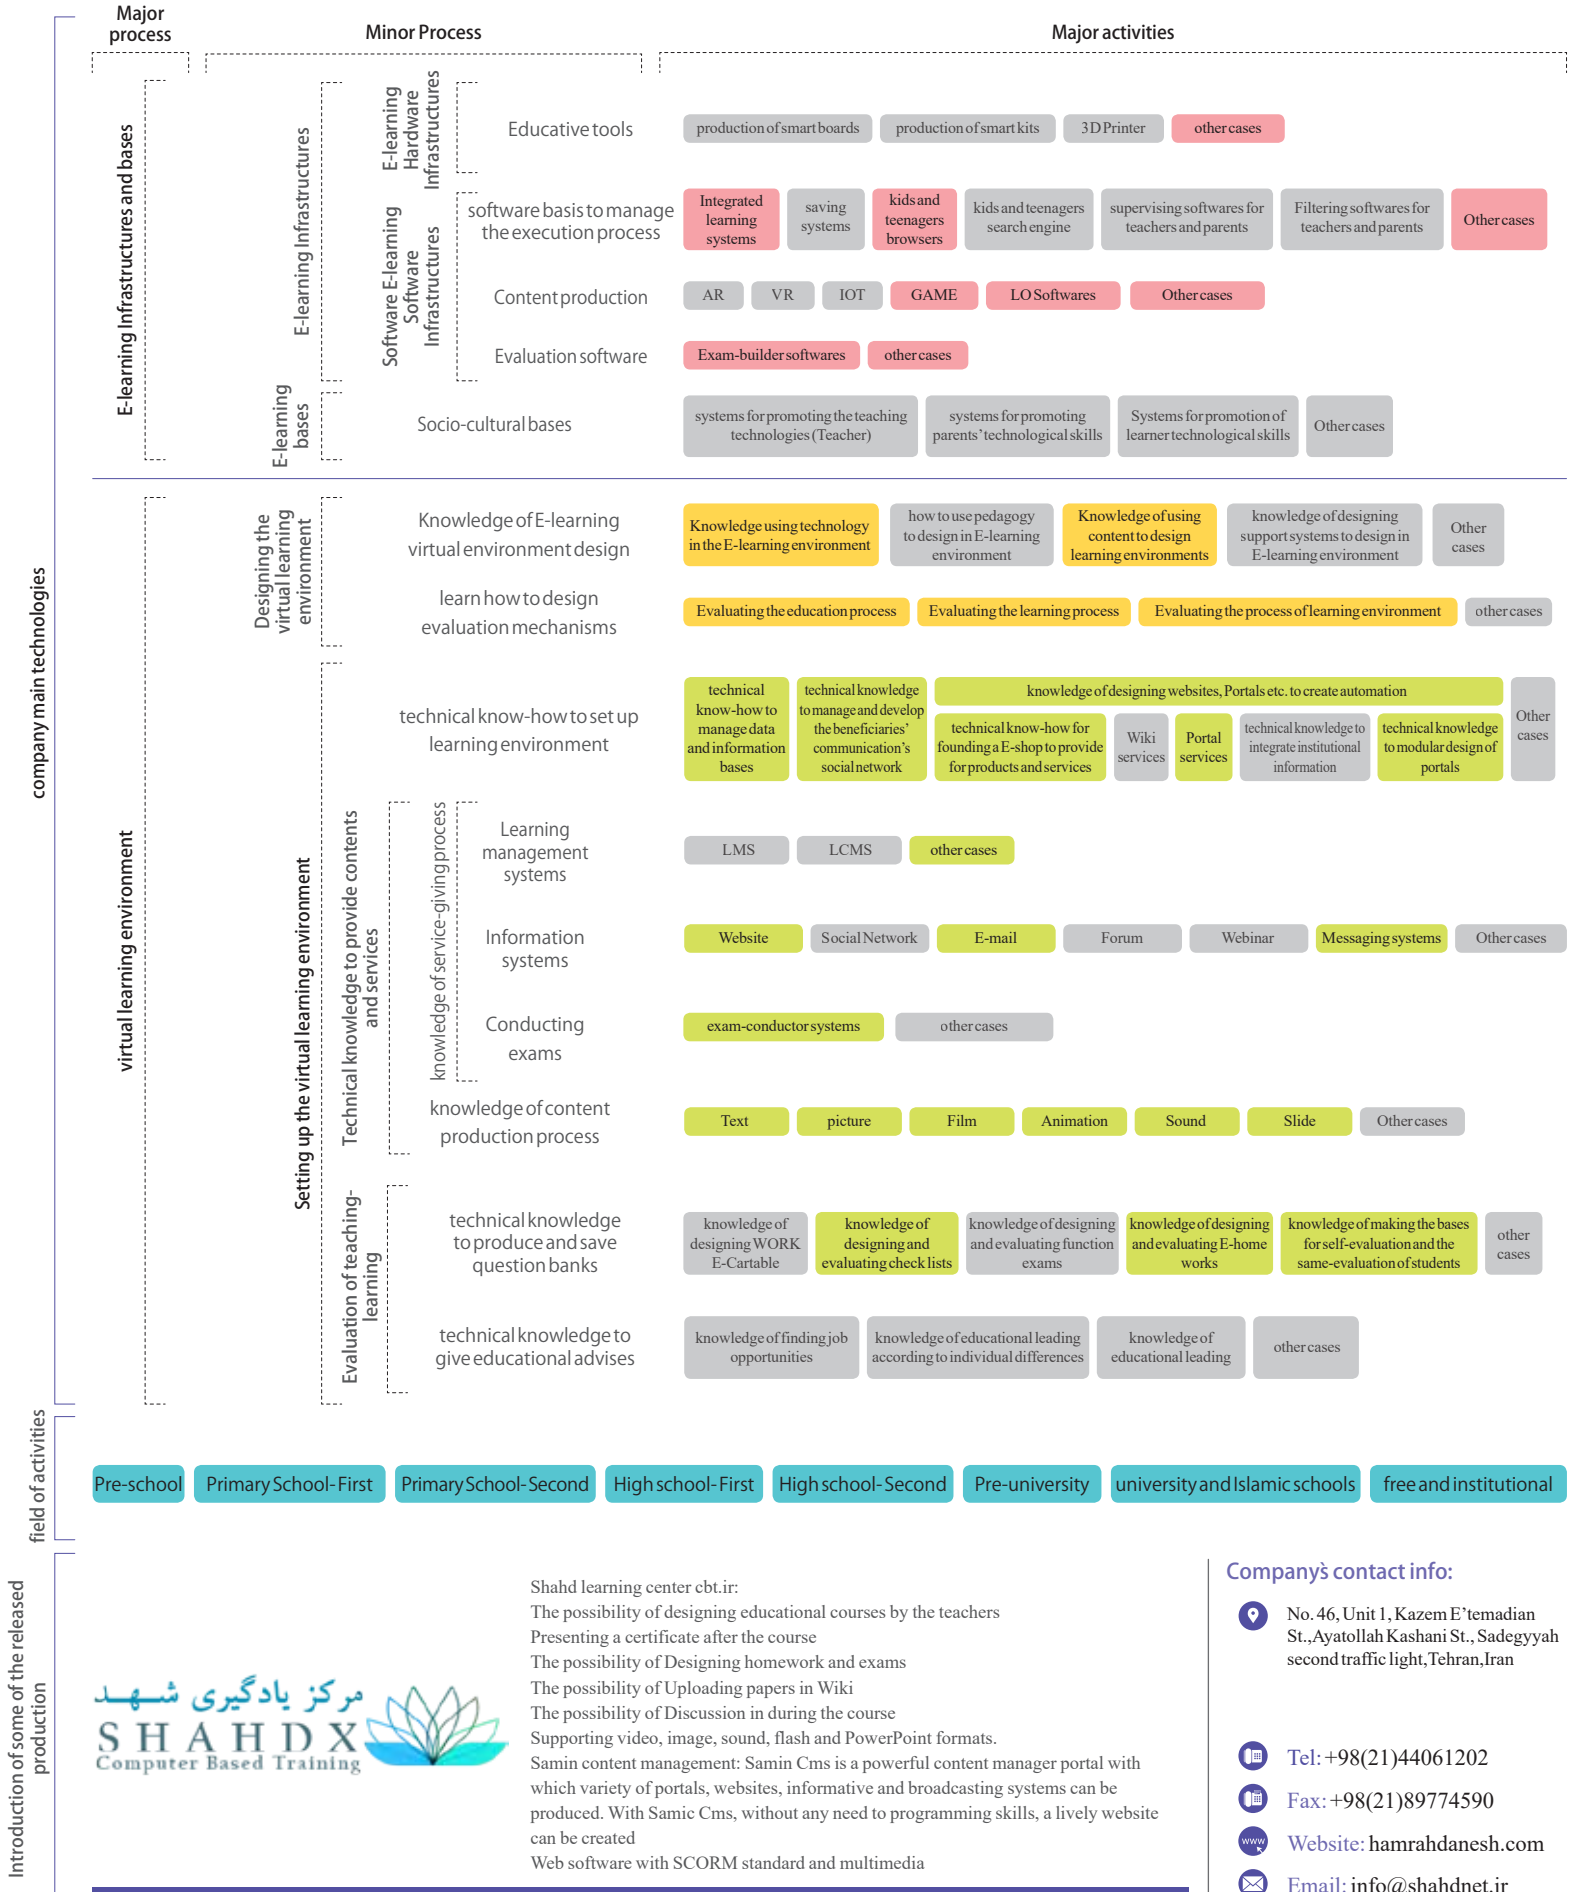 Major
process
Minor Process
Major activities
company main technologies
E-learning Infrastructures and bases
E-learning Infrastructures
E-learning
Hardware
Infrastructures
Educative tools
production of smart boards
production of smart kits
3D Printer
other cases
Software E-learning
Software
Infrastructures
software basis to manage
the execution process
Integrated
learning
systems
saving
systems
kids and
teenagers
browsers
kids and teenagers
search engine
supervising softwares for
teachers and parents
Filtering softwares for
teachers and parents
Other cases
Content production
AR
VR
IOT
GAME
LO Softwares
Other cases
Evaluation software
Exam-builder softwares
other cases
E-learning
bases
Socio-cultural bases
systems for promoting the teaching
technologies (Teacher)
systems for promoting
parents' technological skills
Systems for promotion of
learner technological skills
Other cases
virtual learning environment
Designing the
virtual learning
environment
Knowledge of E-learning
virtual environment design
Knowledge using technology
in the E-learning environment
how to use pedagogy
to design in E-learning
environment
Knowledge of using
content to design
learning environments
knowledge of designing
support systems to design in
E-learning environment
Other
cases
learn how to design
evaluation mechanisms
Evaluating the education process
Evaluating the learning process
Evaluating the process of learning environment
other cases
Setting up the virtual learning environment
technical know-how to set up
learning environment
technical
know-how to
manage data
and information
bases
technical knowledge
to manage and develop
the beneficiaries'
communication's
social network
knowledge of designing websites, Portals etc. to create automation
technical know-how for
founding a E-shop to provide
for products and services
Wiki
services
Portal
services
technical knowledge to
integrate institutional
information
technical knowledge
to modular design of
portals
Other
cases
Technical knowledge to provide contents
and services
knowledge of service-giving process
Learning
management
systems
LMS
LCMS
other cases
Information
systems
Website
Social Network
E-mail
Forum
Webinar
Messaging systems
Other cases
Conducting
exams
exam-conductor systems
other cases
knowledge of content
production process
Text
picture
Film
Animation
Sound
Slide
Other cases
Evaluation of teaching-
learning
technical knowledge
to produce and save
question banks
knowledge of
designing WORK
E-Cartable
knowledge of
designing and
evaluating check lists
knowledge of designing
and evaluating function
exams
knowledge of designing
and evaluating E-home
works
knowledge of making the bases
for self-evaluation and the
same-evaluation of students
other
cases
technical knowledge to
give educational advises
knowledge of finding job
opportunities
knowledge of educational leading
according to individual differences
knowledge of
educational leading
other cases
field of activities
Pre-school
Primary School- First
Primary School- Second
High school- First
High school- Second
Pre-university
university and Islamic schools
free and institutional
Introduction of some of the released
production
مرکز یادگیری شهد
SHAHDX
Computer Based Training
Shahd learning center cbt.ir:
The possibility of designing educational courses by the teachers
Presenting a certificate after the course
The possibility of Designing homework and exams
The possibility of Uploading papers in Wiki
The possibility of Discussion in during the course
Supporting video, image, sound, flash and PowerPoint formats.
Samin content management: Samin Cms is a powerful content manager portal with
which variety of portals, websites, informative and broadcasting systems can be
produced. With Samic Cms, without any need to programming skills, a lively website
can be created
Web software with SCORM standard and multimedia
Company`s contact info:
No. 46, Unit 1, Kazem E'temadian
St.,Ayatollah Kashani St., Sadegyyah
second traffic light,Tehran,Iran
Tel: +98(21)44061202
Fax: +98(21)89774590
www
Website: hamrahdanesh.com
Email: info@shahdnet.ir